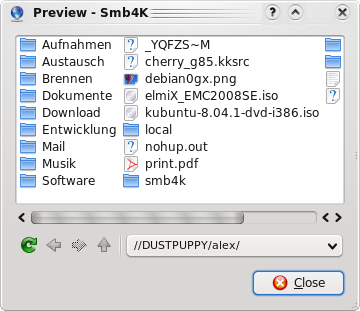 Preview - Smb4K
Aufnahmen
Austausch
Brennen
Dokumente
Download
Entwicklung
Mail
Musik
Software
_YQFZS~M
cherry_g85.kksrc
debian0gx.png
elmiX_EMC2008SE.iso
kubuntu-8.04.1-dvd-i386.iso
local
nohup.out
print.pdf
smb4k
//DUSTPUPPY/alex/
Close